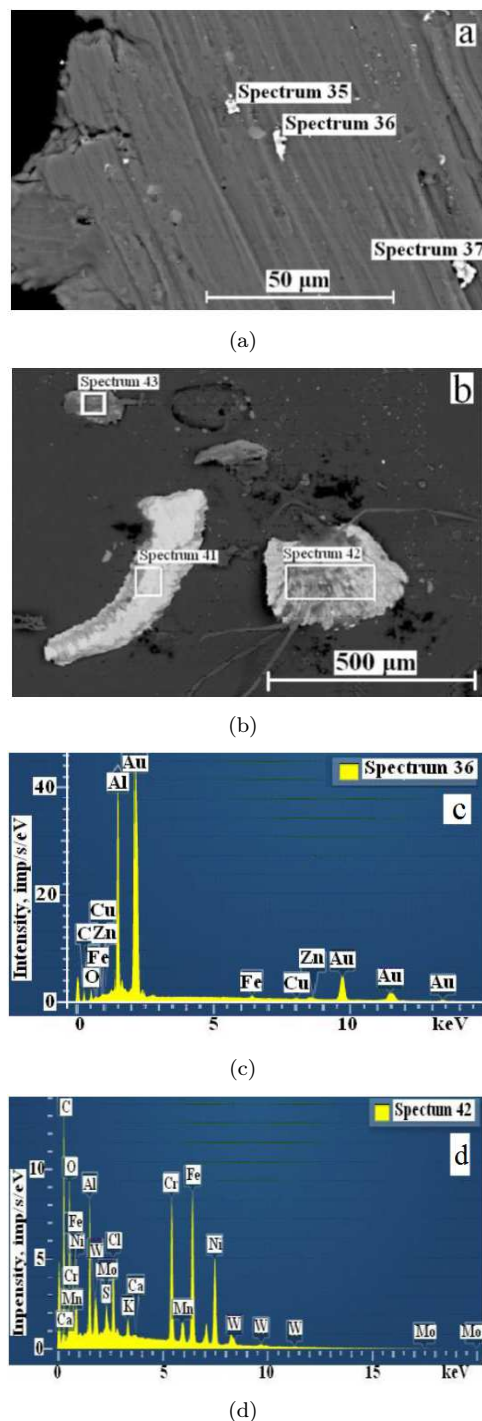 a
Spectrum 35
Spectrum 36
Spectrum 37
50 µm
(a)
b
Spectrum 43
Spectrum 41
Spectrum 42
500 µm
(b)
Au
Spectrum 36
40
Al
c
Intensity, imp/s/eV
20
Cu
C Zn
Zn
Au
Fe
Fe
Au
O
Cu
Au
0
0 5 10 keV
(c)
C
Spectum 42
d
O
10
Al
Cr Fe
Inpensity, imp/s/eV
Fe
Ni W Cl
Ni
5
Cr Mo Ca
Mn S K
Mn
Ca
W W W Mo Mo
0
0 5 10 15 keV
(d)